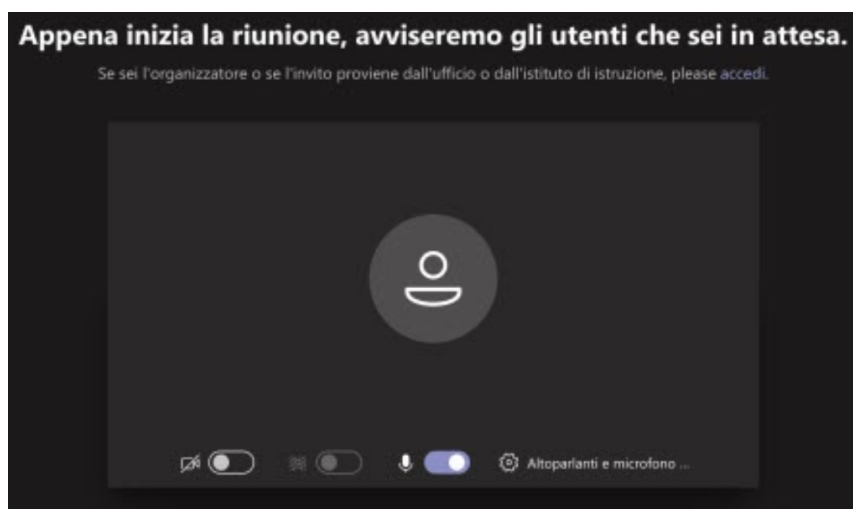 Appena inizia la riunione, avviseremo gli utenti che sei in attesa.
Se sei l'organizzatore o se l'invito proviene dall'ufficio o dall'istituto di istruzione, please accedi.
Altoparlanti e microfono ...